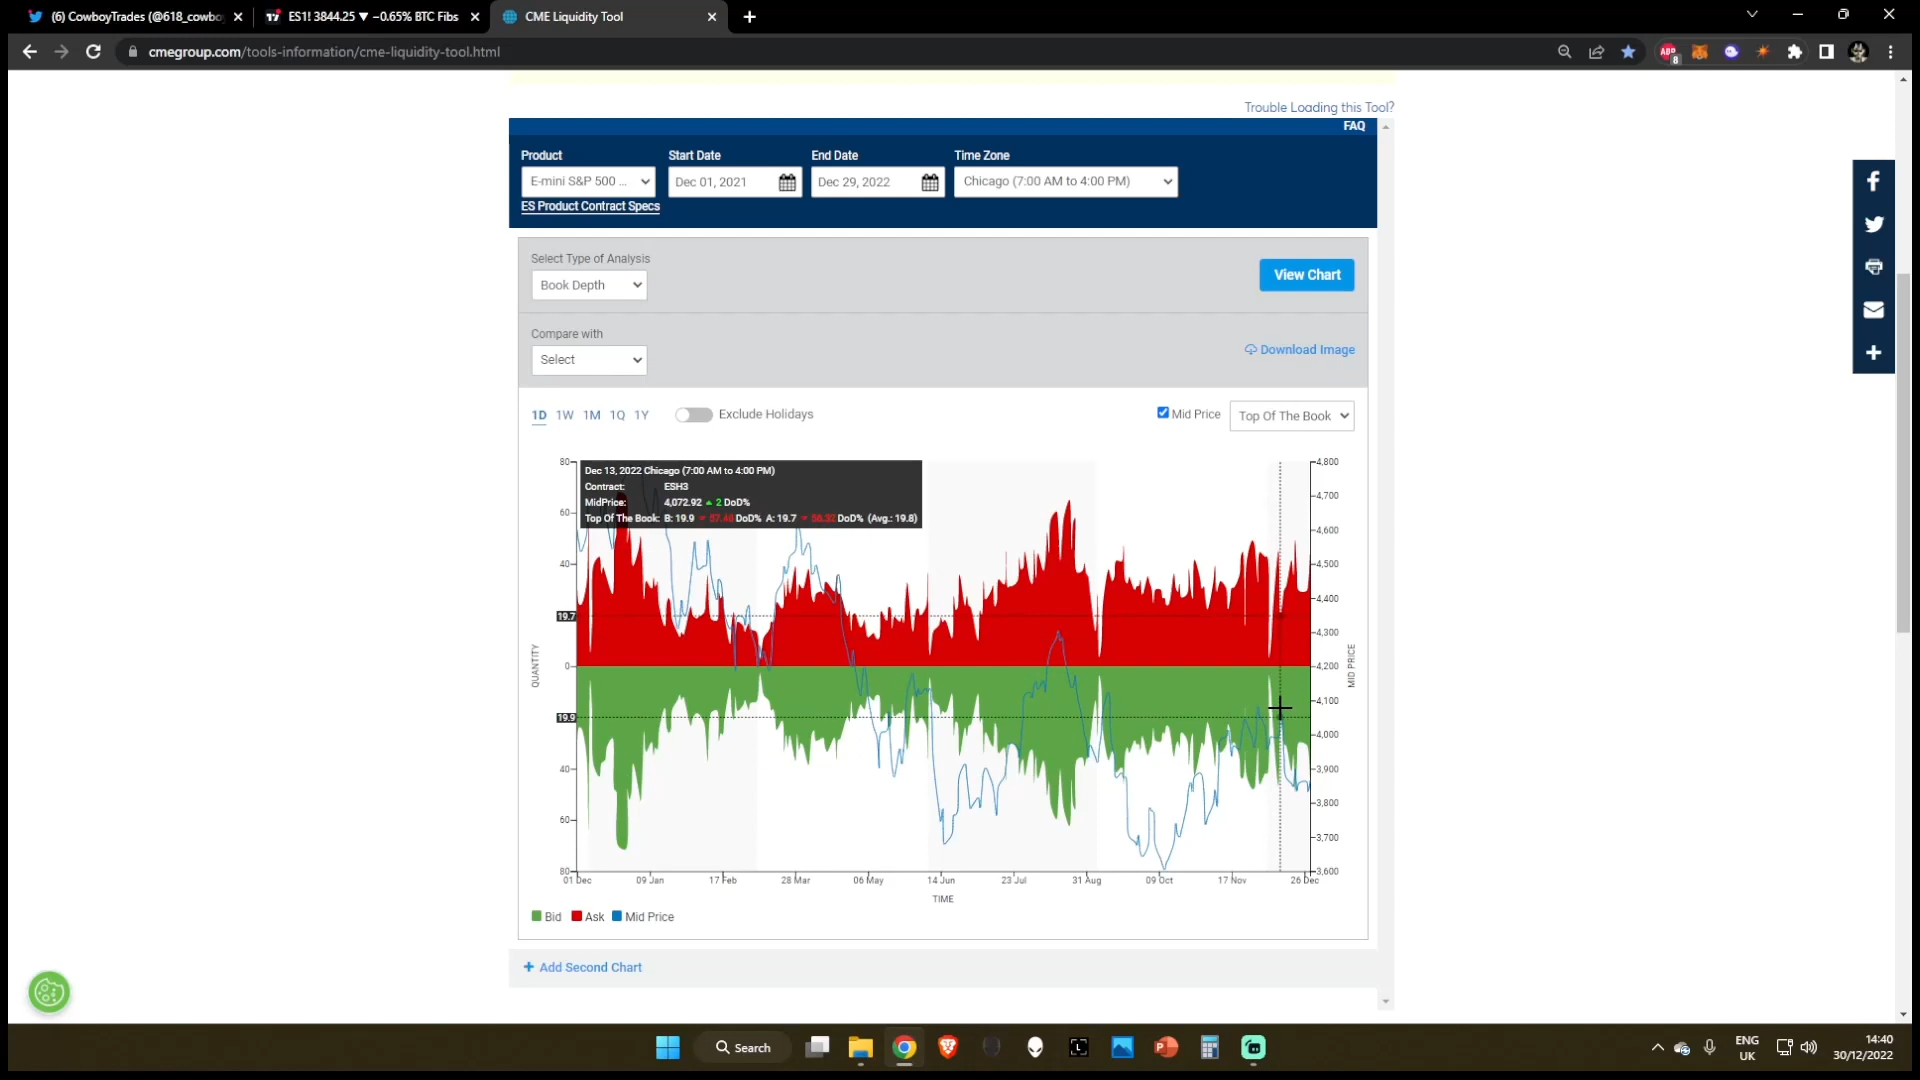 (6) CowboyTrades (@618_cowbo
ES1! 3844.25 ▼ −0.65% BTC Fibs
CME Liquidity Tool
cmegroup.com/tools-information/cme-liquidity-tool.html
ABP
8
Trouble Loading this Tool?
FAQ
Product
Start Date
End Date
Time Zone
E-mini S&P 500 ...
Dec 01, 2021
Dec 29, 2022
Chicago (7:00 AM to 4:00 PM)
ES Product Contract Specs
Select Type of Analysis
Book Depth
View Chart
Compare with
Select
Download Image
1D 1W 1M 1Q 1Y
Exclude Holidays
Mid Price
Top Of The Book
Dec 13, 2022 Chicago (7:00 AM to 4:00 PM)
Contract: ESH3
MidPrice: 4,072.92 2 DoD%
Top Of The Book: B: 19.9 DoD% A: 19.7 DoD% (Avg.: 19.8)
80
60
40
19.7
0
19.9
40
60
80
QUANTITY
4,800
4,700
4,600
4,500
4,400
4,300
4,200
4,100
4,000
3,900
3,800
3,700
3,600
MID PRICE
01 Dec
09 Jan
17 Feb
28 Mar
06 May
14 Jun
23 Jul
31 Aug
09 Oct
17 Nov
26 Dec
TIME
Bid
Ask
Mid Price
+ Add Second Chart
Search
ENG
UK
14:40
30/12/2022